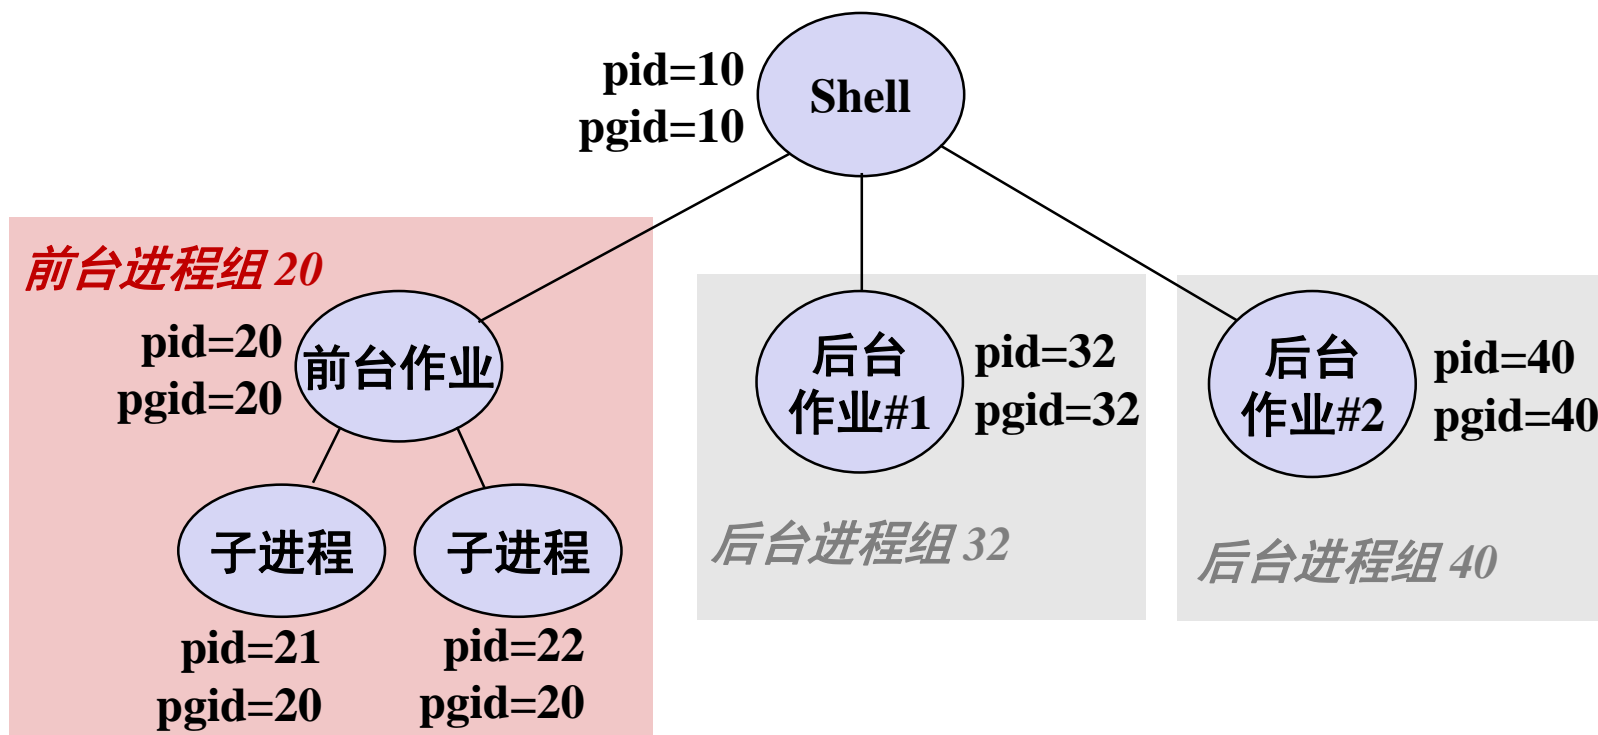 pid=10
pgid=10
Shell
前台进程组 20
pid=20
pgid=20
前台作业
子进程
pid=21
pgid=20
子进程
pid=22
pgid=20
后台
作业#1
pid=32
pgid=32
后台进程组 32
后台
作业#2
pid=40
pgid=40
后台进程组 40